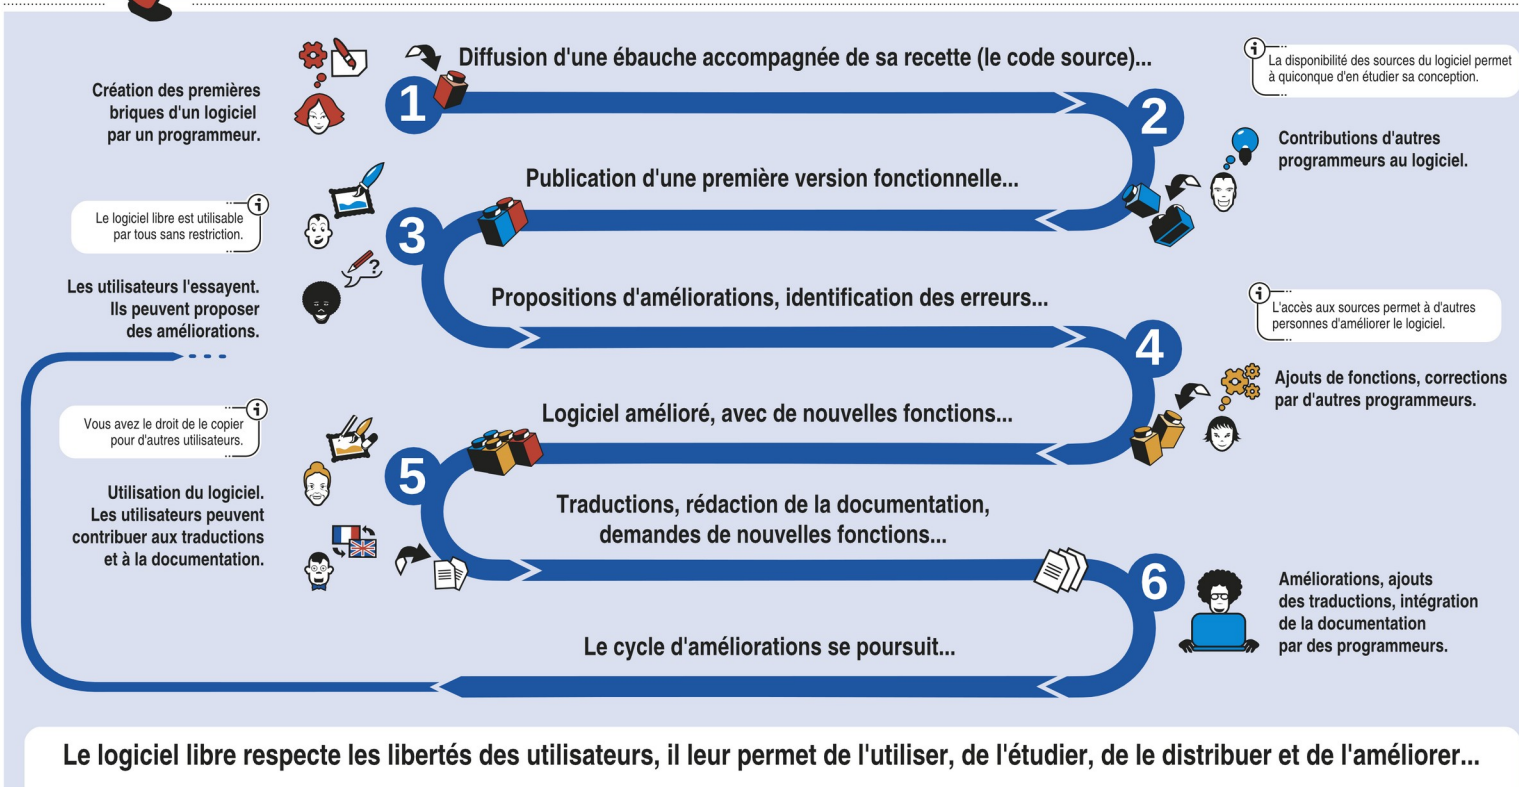 Diffusion d'une ébauche accompagnée de sa recette (le code source)...
Création des premières
briques d'un logiciel
par un programmeur.
1
2
i
La disponibilité des sources du logiciel permet
à quiconque d'en étudier sa conception.
Contributions d'autres
programmeurs au logiciel.
Publication d'une première version fonctionnelle...
i
Le logiciel libre est utilisable
par tous sans restriction.
3
?
Les utilisateurs l'essayent.
Ils peuvent proposer
des améliorations.
Propositions d'améliorations, identification des erreurs...
i
L'accès aux sources permet à d'autres
personnes d'améliorer le logiciel.
4
Ajouts de fonctions, corrections
par d'autres programmeurs.
Logiciel amélioré, avec de nouvelles fonctions...
i
Vous avez le droit de le copier
pour d'autres utilisateurs.
5
Utilisation du logiciel.
Les utilisateurs peuvent
contribuer aux traductions
et à la documentation.
Traductions, rédaction de la documentation,
demandes de nouvelles fonctions...
6
Améliorations, ajouts
des traductions, intégration
de la documentation
par des programmeurs.
Le cycle d'améliorations se poursuit...
Le logiciel libre respecte les libertés des utilisateurs, il leur permet de l'utiliser, de l'étudier, de le distribuer et de l'améliorer...